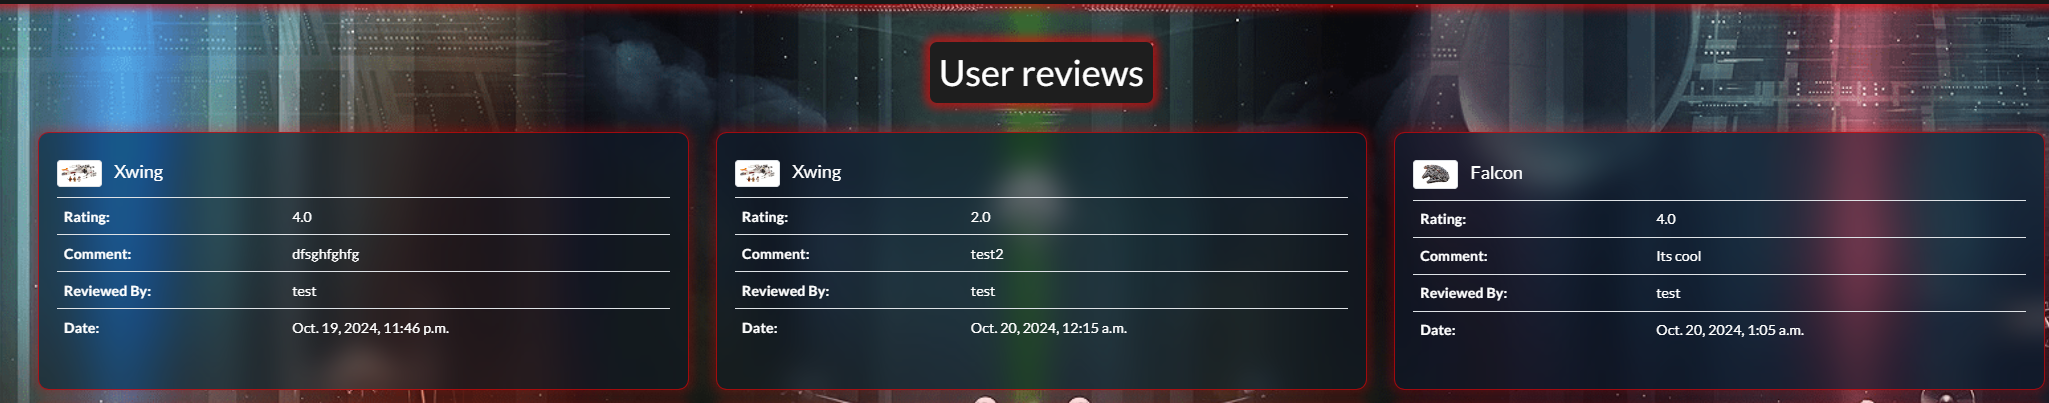 User reviews
Xwing
Rating: 4.0
Comment: dfsghfghfg
Reviewed By: test
Date: Oct. 19, 2024, 11:46 p.m.
Xwing
Rating: 2.0
Comment: test2
Reviewed By: test
Date: Oct. 20, 2024, 12:15 a.m.
Falcon
Rating: 4.0
Comment: Its cool
Reviewed By: test
Date: Oct. 20, 2024, 1:05 a.m.